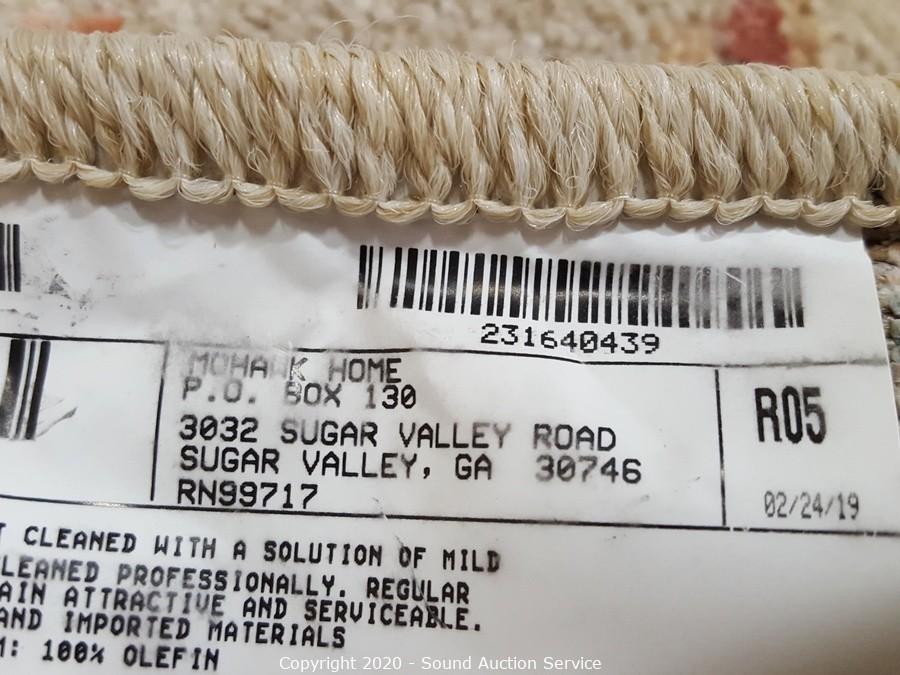 231640439
MOHAWK HOME
P.O. BOX 130
3032 SUGAR VALLEY ROAD
SUGAR VALLEY, GA 30746
RN99717
R05
02/24/19
T CLEANED WITH A SOLUTION OF MILD
LEANED PROFESSIONALLY. REGULAR
AIN ATTRACTIVE AND SERVICEABLE.
AND IMPORTED MATERIALS
M: 100% OLEFIN
Copyright 2020 - Sound Auction Service